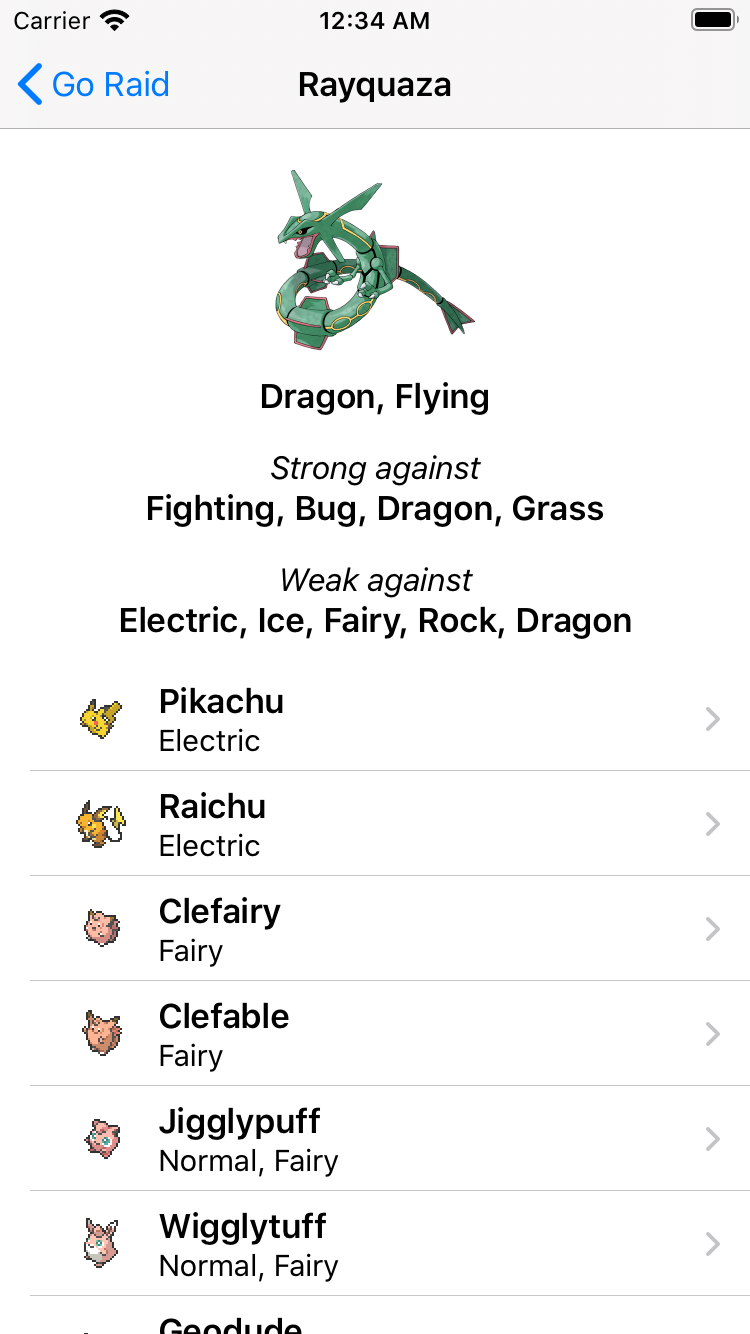 Carrier 12:34 AM
Go Raid Rayquaza
Dragon, Flying
Strong against
Fighting, Bug, Dragon, Grass
Weak against
Electric, Ice, Fairy, Rock, Dragon
Pikachu
Electric
Raichu
Electric
Clefairy
Fairy
Clefable
Fairy
Jigglypuff
Normal, Fairy
Wigglytuff
Normal, Fairy
Geodude